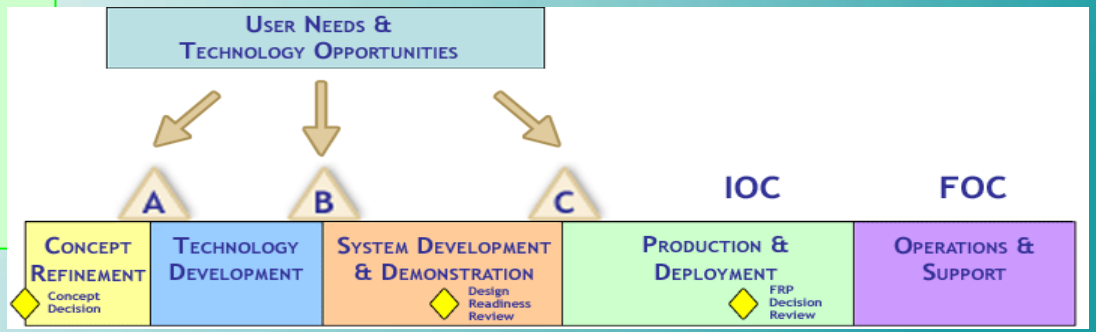 USER NEEDS &
TECHNOLOGY OPPORTUNITIES
A
B
C
IOC
FOC
CONCEPT
REFINEMENT
Concept
Decision
TECHNOLOGY
DEVELOPMENT
SYSTEM DEVELOPMENT
& DEMONSTRATION
Design
Readiness
Review
PRODUCTION &
DEPLOYMENT
FRP
Decision
Review
OPERATIONS &
SUPPORT